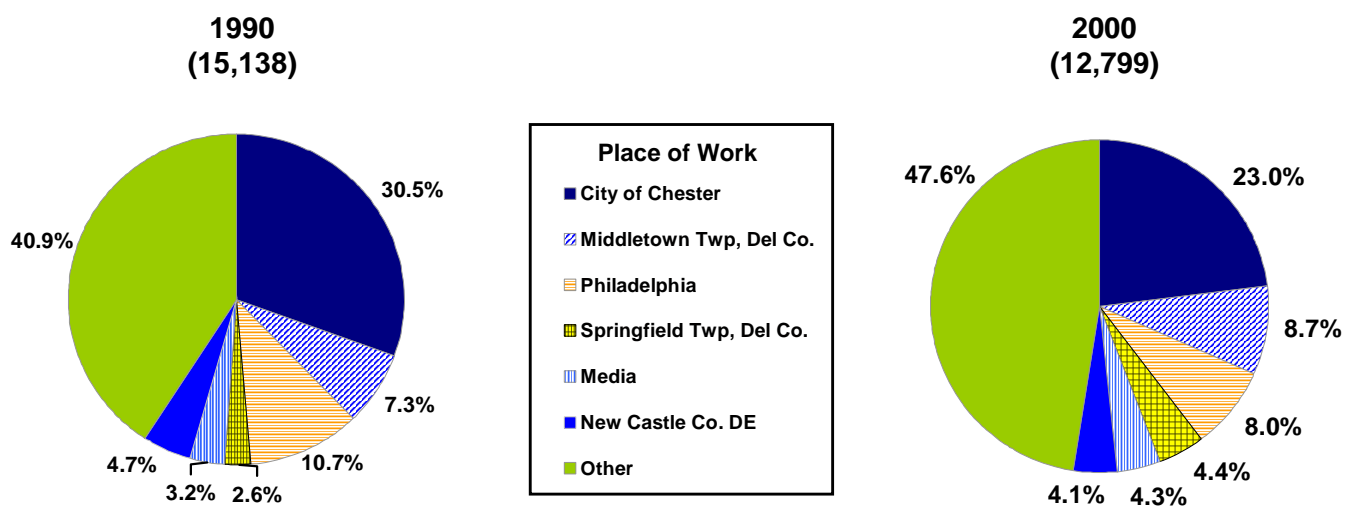 1990
(15,138)
30.5%
7.3%
10.7%
2.6%
3.2%
4.7%
40.9%
Place of Work
City of Chester
Middletown Twp, Del Co.
Philadelphia
Springfield Twp, Del Co.
Media
New Castle Co. DE
Other
2000
(12,799)
23.0%
8.7%
8.0%
4.4%
4.3%
4.1%
47.6%